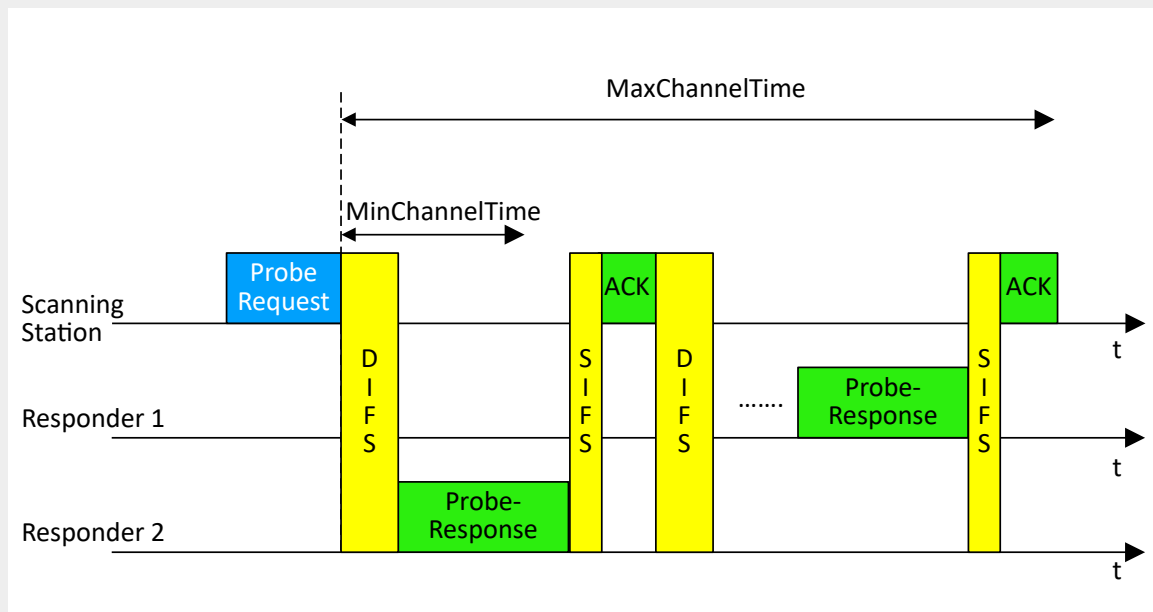 MaxChannelTime
MinChannelTime
Probe
Request
ACK
ACK
Scanning
Station
t
D
I
F
S
S
I
F
S
D
I
F
S
S
I
F
S
.......
Probe-
Response
Responder 1
t
Probe-
Response
Responder 2
t